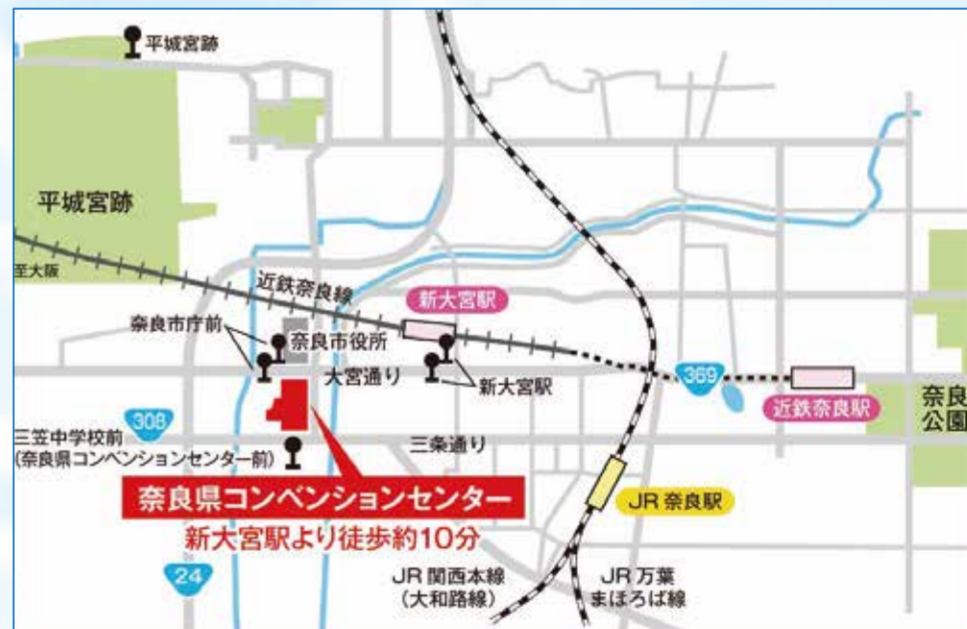 平城宮跡
平城宮跡
至大阪
近鉄奈良線
新大宮駅
奈良市庁前
奈良市役所
大宮通り
新大宮駅
369
近鉄奈良駅
奈良
公園
308
三笠中学校前
(奈良県コンベンションセンター前)
三条通り
奈良県コンベンションセンター
新大宮駅より徒歩約10分
JR 奈良駅
24
JR 関西本線
(大和路線)
JR 万葉
まほろば線